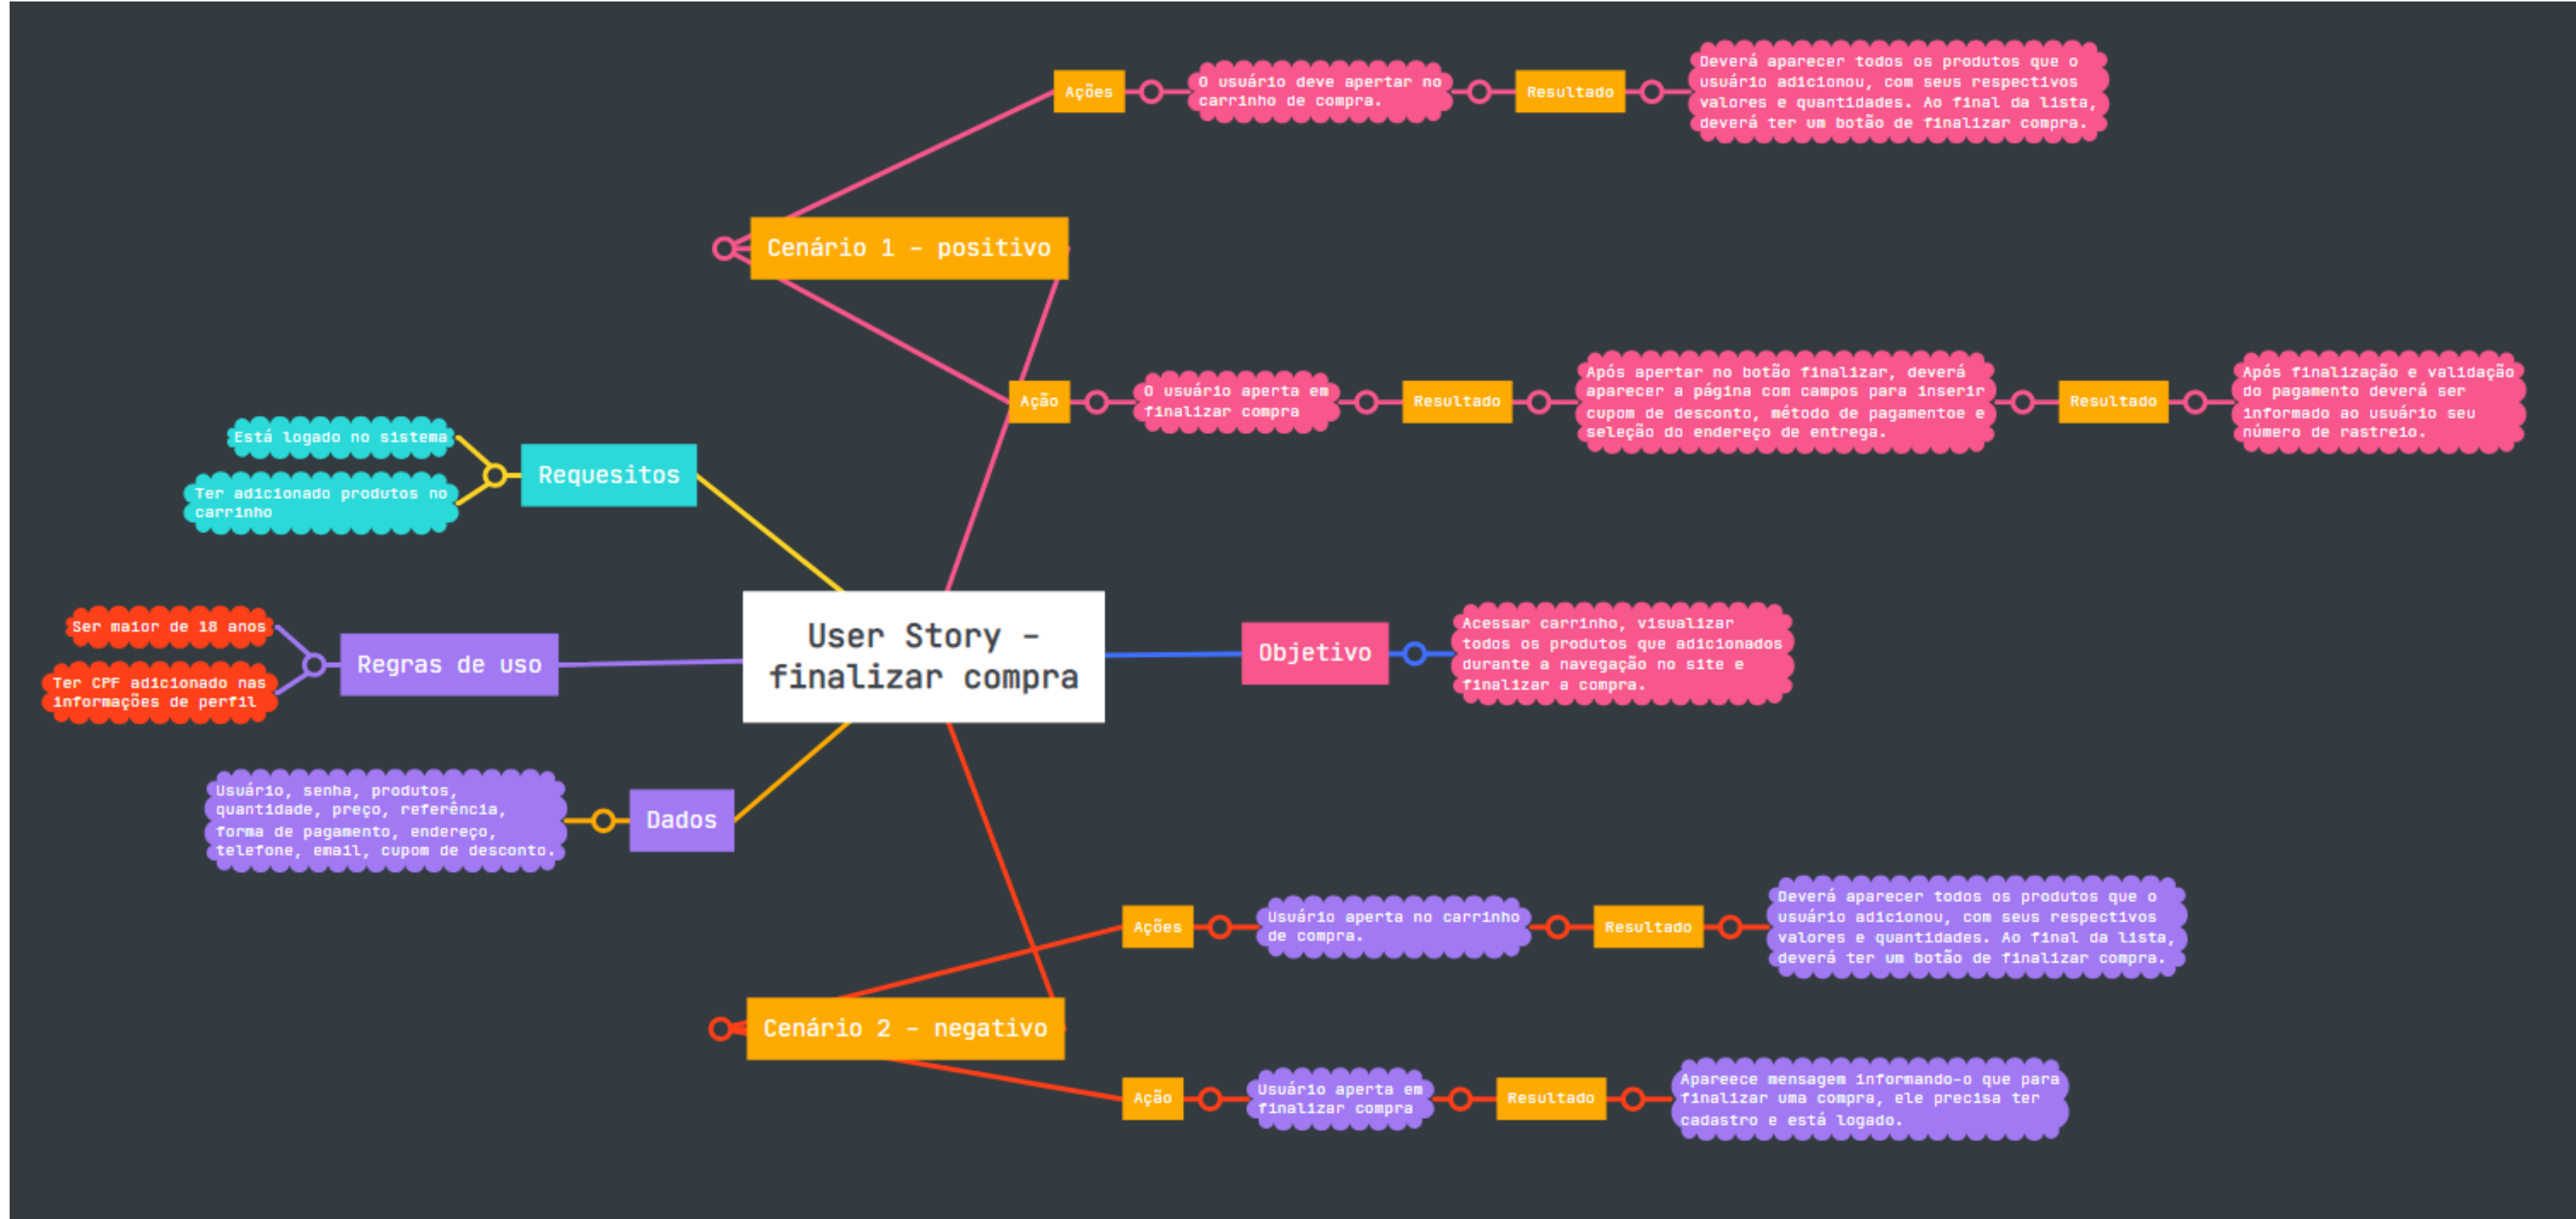 Ações
O usuário deve apertar no
carrinho de compra.
Resultado
Deverá aparecer todos os produtos que o
usuário adicionou, com seus respectivos
valores e quantidades. Ao final da lista,
deverá ter um botão de finalizar compra.
Cenário 1 - positivo
Ação
O usuário aperta em
finalizar compra
Resultado
Após apertar no botão finalizar, deverá
aparecer a página com campos para inserir
cupom de desconto, método de pagamentoe e
seleção do endereço de entrega.
Resultado
Após finalização e validação
do pagamento deverá ser
informado ao usuário seu
número de rastreio.
Está logado no sistema
Ter adicionado produtos no
carrinho
Requesitos
Ser maior de 18 anos
Ter CPF adicionado nas
informações de perfil
Regras de uso
User Story -
finalizar compra
Objetivo
Acessar carrinho, visualizar
todos os produtos que adicionados
durante a navegação no site e
finalizar a compra.
Usuário, senha, produtos,
quantidade, preço, referência,
forma de pagamento, endereço,
telefone, email, cupom de desconto.
Dados
Ações
Usuário aperta no carrinho
de compra.
Resultado
Deverá aparecer todos os produtos que o
usuário adicionou, com seus respectivos
valores e quantidades. Ao final da lista,
deverá ter um botão de finalizar compra.
Cenário 2 - negativo
Ação
Usuário aperta em
finalizar compra
Resultado
Apareece mensagem informando-o que para
finalizar uma compra, ele precisa ter
cadastro e está logado.